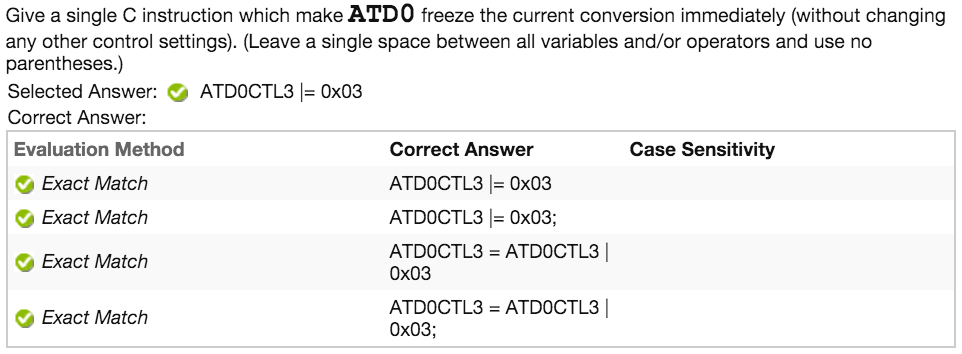 Give a single C instruction which make ATD0 freeze the current conversion immediately (without changing
any other control settings). (Leave a single space between all variables and/or operators and use no
parentheses.)
Selected Answer: ATD0CTL3 |= 0x03
Correct Answer:
Evaluation Method Correct Answer Case Sensitivity
Exact Match ATD0CTL3 |= 0x03
Exact Match ATD0CTL3 |= 0x03;
Exact Match ATD0CTL3 = ATD0CTL3 |
0x03
Exact Match ATD0CTL3 = ATD0CTL3 |
0x03;